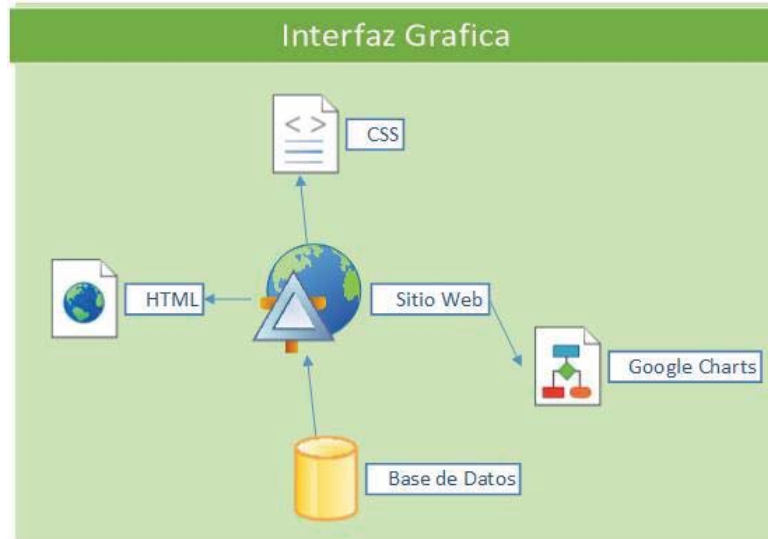 Interfaz Grafica
CSS
HTML
Sitio Web
Google Charts
Base de Datos